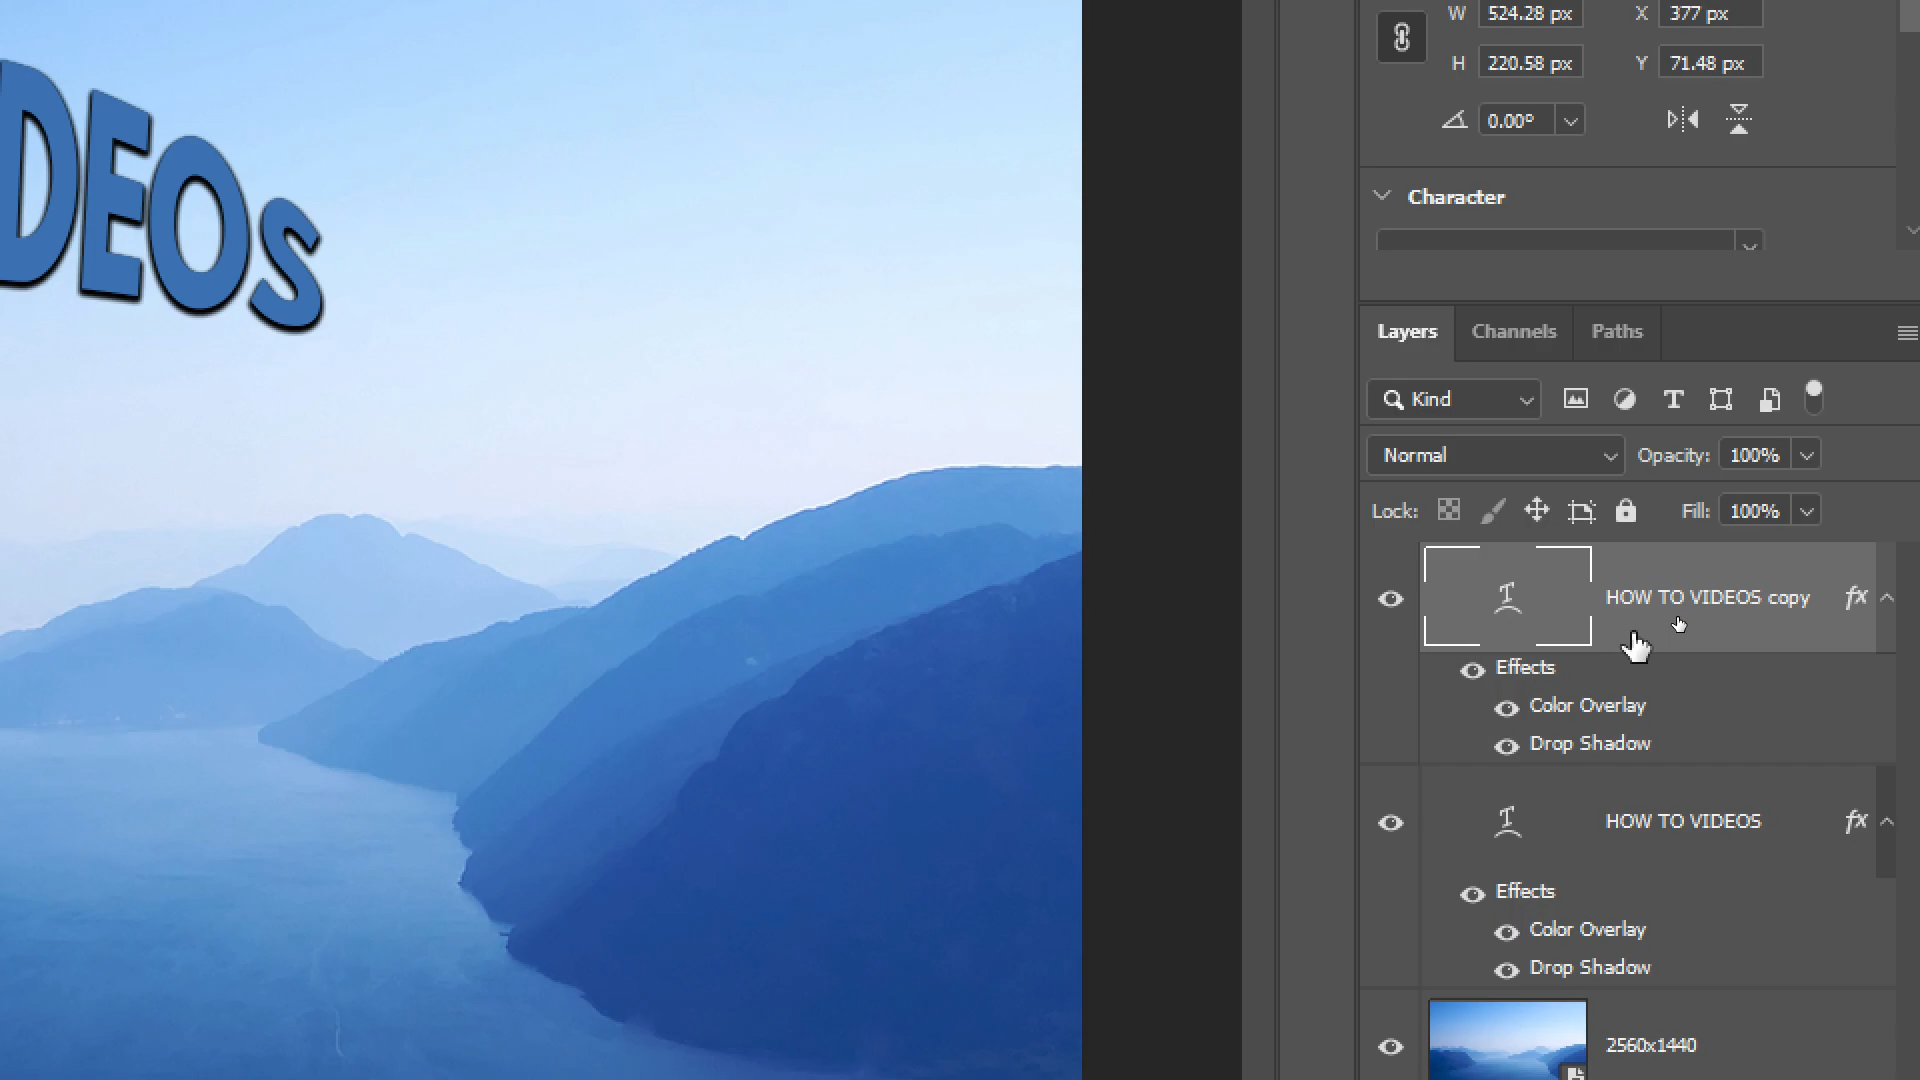 W 524.28 px X 377 px
H 220.58 px Y 71.48 px
0.00°
DEOS
Character
Layers Channels Paths
Kind
Normal Opacity: 100%
Lock: Fill: 100%
HOW TO VIDEOS copy fx
Effects
Color Overlay
Drop Shadow
HOW TO VIDEOS fx
Effects
Color Overlay
Drop Shadow
2560x1440